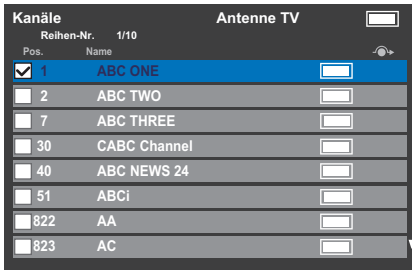 Kanäle Antenne TV
Reihen-Nr. 1/10
Pos. Name
1 ABC ONE
2 ABC TWO
7 ABC THREE
30 CABC Channel
40 ABC NEWS 24
51 ABCi
822 AA
823 AC